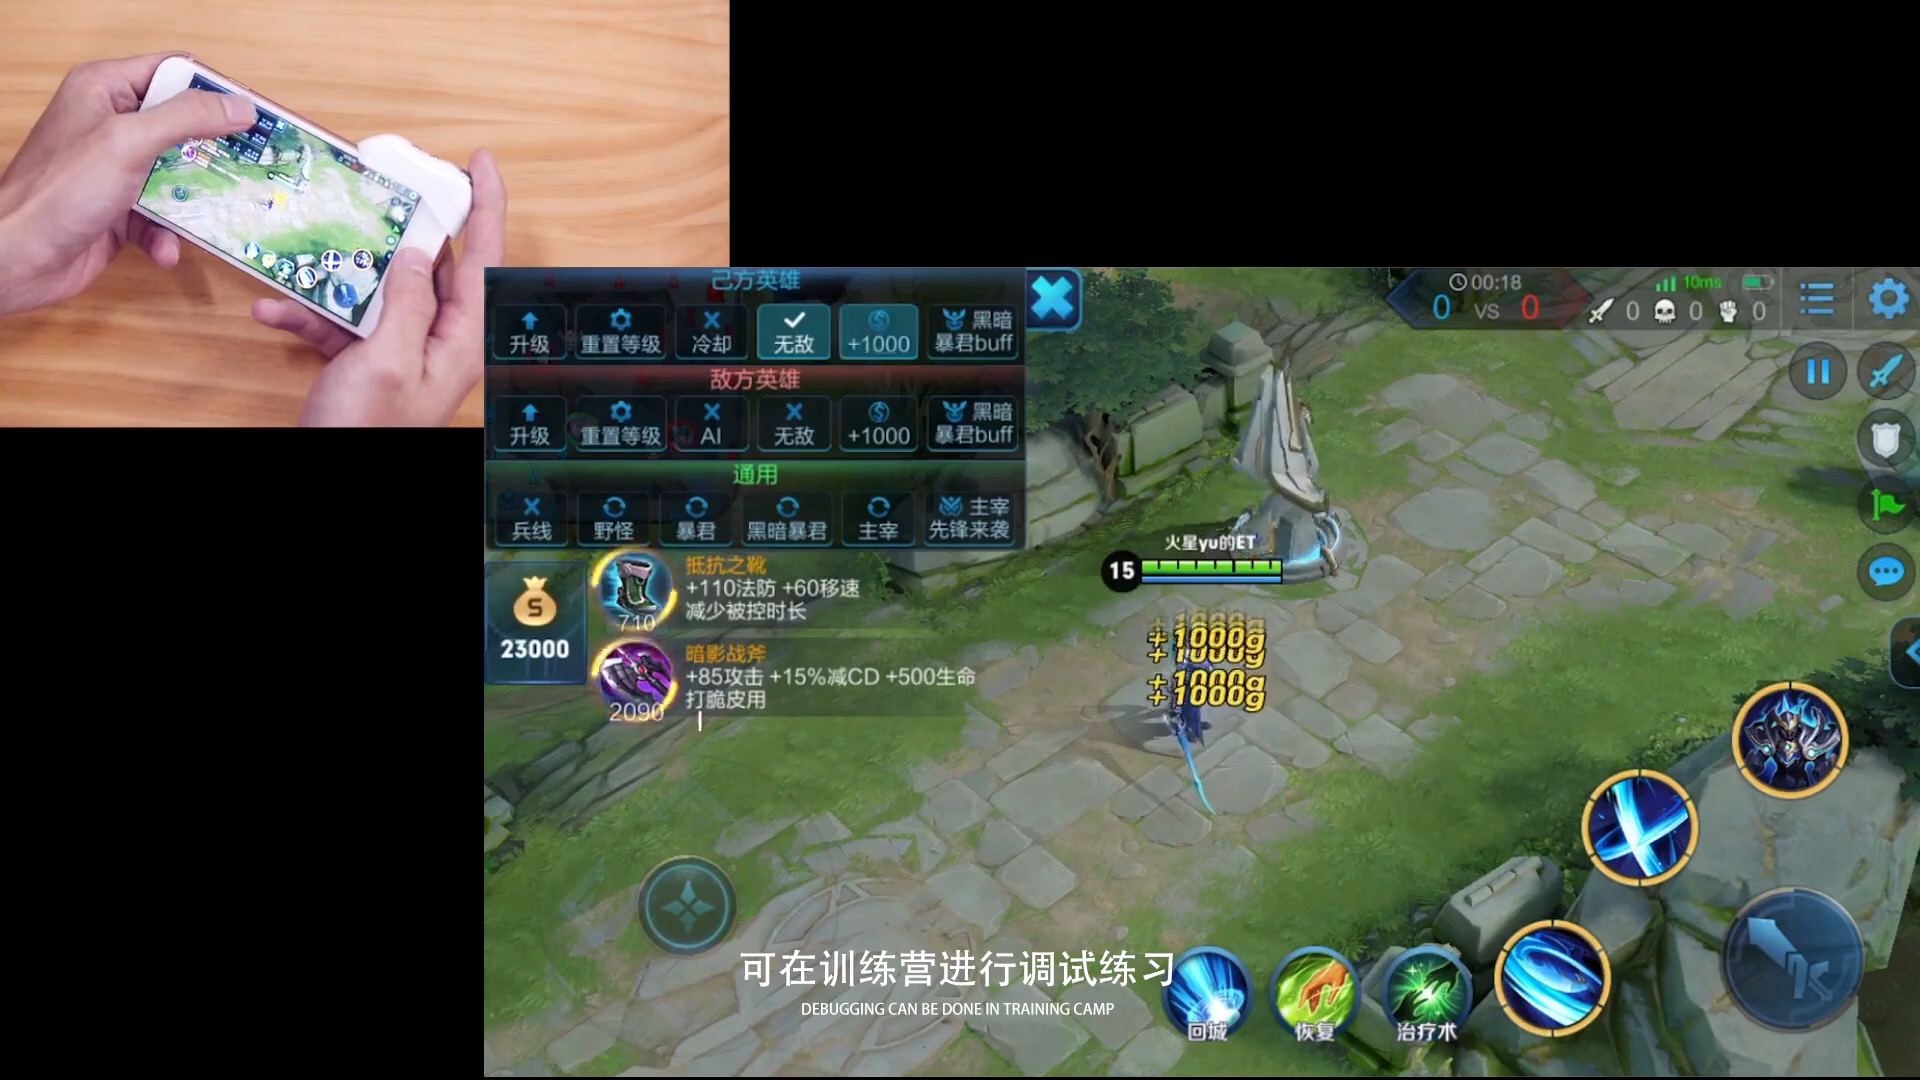 己方英雄
升级 重置等级 冷却 无敌 +1000 黑暗暴君buff
敌方英雄
升级 重置等级 AI 无敌 +1000 黑暗暴君buff
通用
兵线 野怪 暴君 黑暗暴君 主宰 主宰先锋来袭
00:18
0 VS 0
10ms
0 0 0
23000
抵抗之靴
+110法防 +60移速
减少被控时长
710
暗影战斧
+85攻击 +15%减CD +500生命
打脆皮用
2090
火星yu的ET
15
+1000g
+1000g
+1000g
+1000g
可在训练营进行调试练习
DEBUGGING CAN BE DONE IN TRAINING CAMP
回城 恢复 治疗术